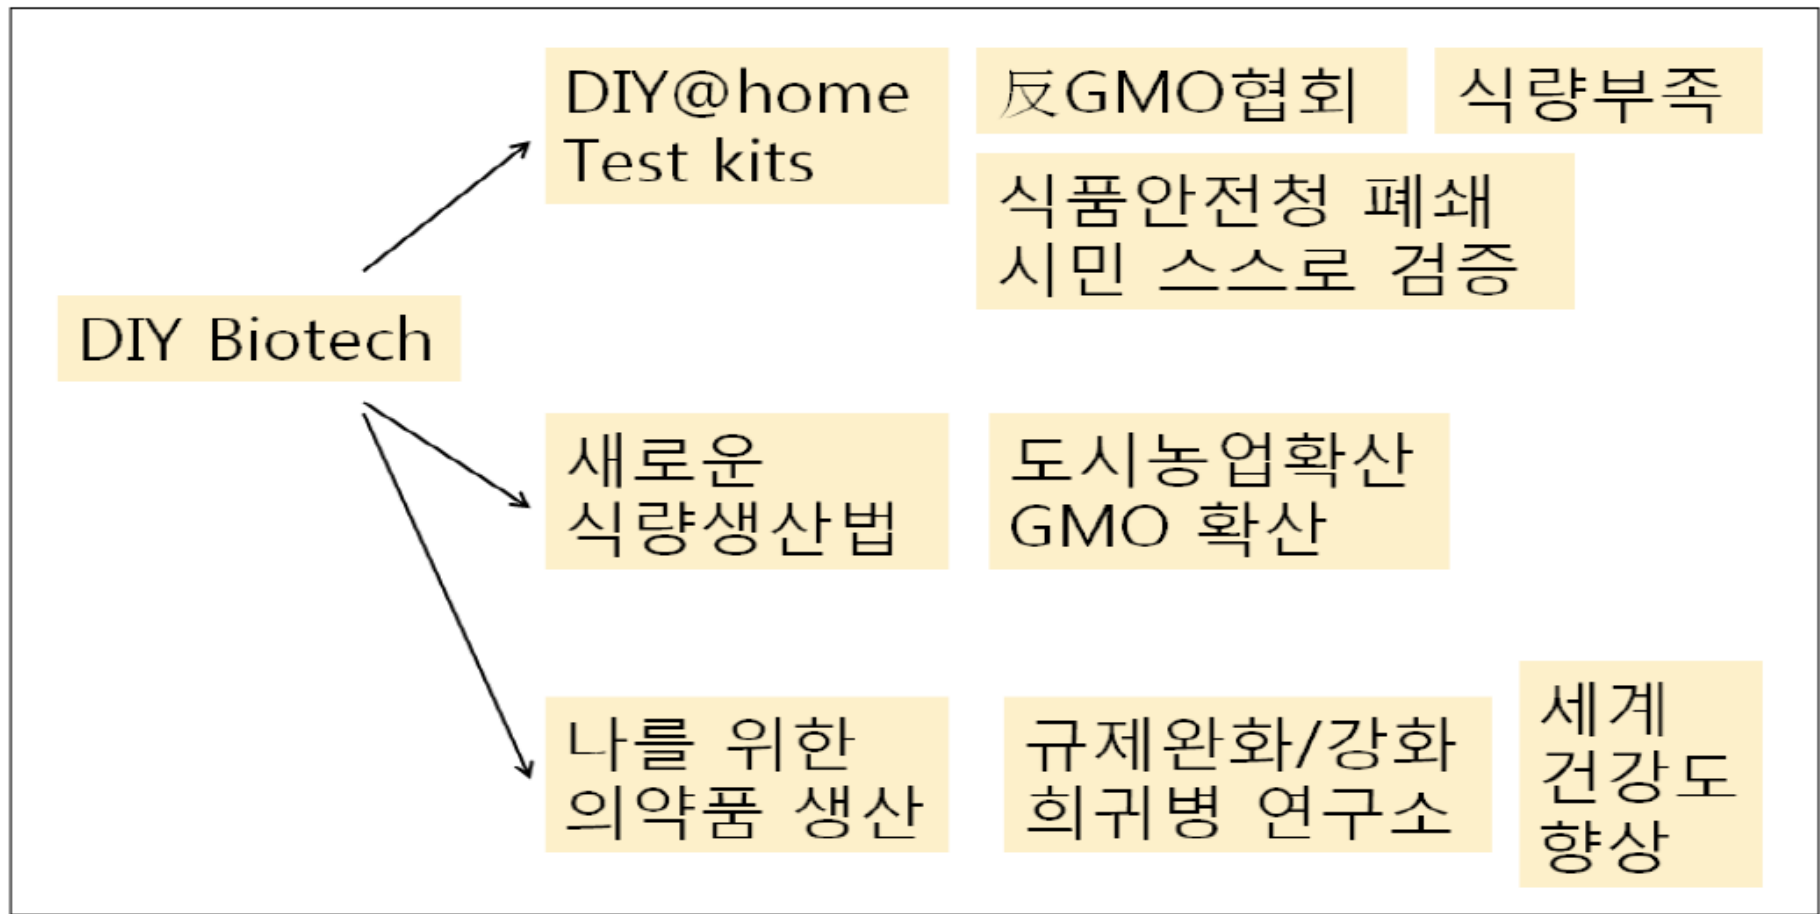 DIY Biotech
DIY@home
Test kits
反GMO협회
식량부족
식품안전청 폐쇄
시민 스스로 검증
새로운
식량생산법
도시농업확산
GMO 확산
나를 위한
의약품 생산
규제완화/강화
희귀병 연구소
세계
건강도
향상